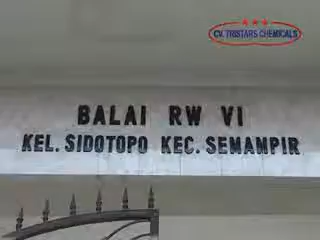 CV. TRISTARS CHEMICALS
BALAI RW VI
KEL. SIDOTOPO KEC. SEMAMPIR